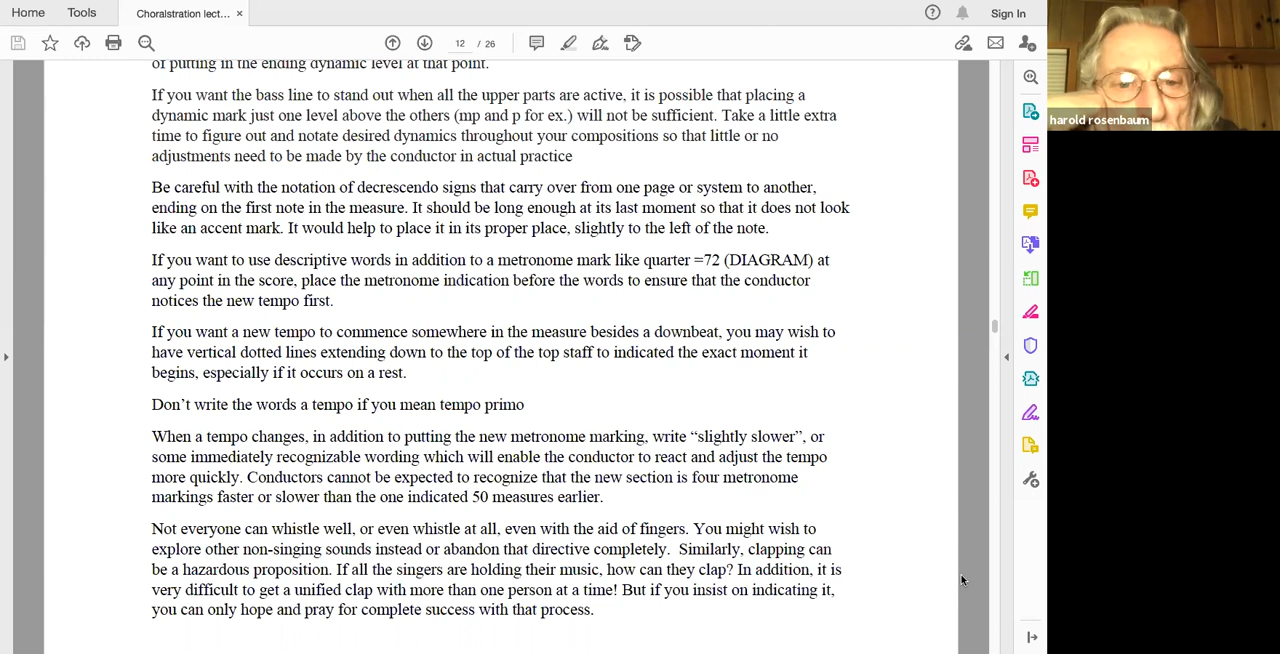 Home Tools Choralstration lect... × Sign In
12 / 26
of putting in the ending dynamic level at that point.
If you want the bass line to stand out when all the upper parts are active, it is possible that placing a
dynamic mark just one level above the others (mp and p for ex.) will not be sufficient. Take a little extra
time to figure out and notate desired dynamics throughout your compositions so that little or no
adjustments need to be made by the conductor in actual practice
Be careful with the notation of decrescendo signs that carry over from one page or system to another,
ending on the first note in the measure. It should be long enough at its last moment so that it does not look
like an accent mark. It would help to place it in its proper place, slightly to the left of the note.
If you want to use descriptive words in addition to a metronome mark like quarter =72 (DIAGRAM) at
any point in the score, place the metronome indication before the words to ensure that the conductor
notices the new tempo first.
If you want a new tempo to commence somewhere in the measure besides a downbeat, you may wish to
have vertical dotted lines extending down to the top of the top staff to indicated the exact moment it
begins, especially if it occurs on a rest.
Don’t write the words a tempo if you mean tempo primo
When a tempo changes, in addition to putting the new metronome marking, write “slightly slower”, or
some immediately recognizable wording which will enable the conductor to react and adjust the tempo
more quickly. Conductors cannot be expected to recognize that the new section is four metronome
markings faster or slower than the one indicated 50 measures earlier.
Not everyone can whistle well, or even whistle at all, even with the aid of fingers. You might wish to
explore other non-singing sounds instead or abandon that directive completely.  Similarly, clapping can
be a hazardous proposition. If all the singers are holding their music, how can they clap? In addition, it is
very difficult to get a unified clap with more than one person at a time! But if you insist on indicating it,
you can only hope and pray for complete success with that process.
harold rosenbaum